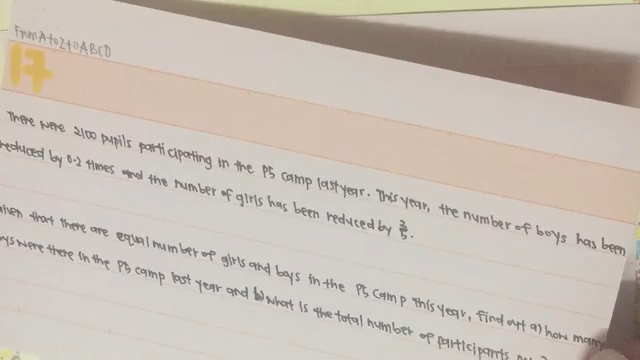 FromAtoZtoABCD
17
There were 2100 pupils participating in the P5 camp last year. This year, the number of boys has been
reduced by 0.2 times and the number of girls has been reduced by 2/5.
that there are equal number of girls and boys in the P5 camp this year, find out a) how many
were there in the P5 camp last year and b) what is the total number of participants